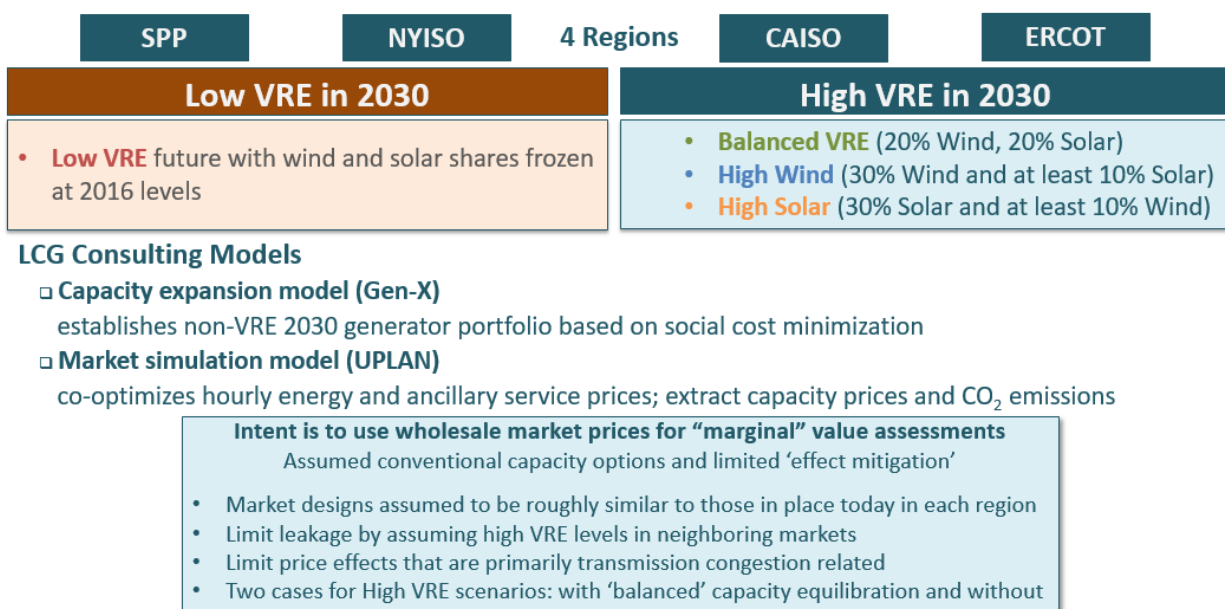 SPP NYISO 4 Regions CAISO ERCOT
Low VRE in 2030
• Low VRE future with wind and solar shares frozen
at 2016 levels
High VRE in 2030
• Balanced VRE (20% Wind, 20% Solar)
• High Wind (30% Wind and at least 10% Solar)
• High Solar (30% Solar and at least 10% Wind)
LCG Consulting Models
❑ Capacity expansion model (Gen-X)
establishes non-VRE 2030 generator portfolio based on social cost minimization
❑ Market simulation model (UPLAN)
co-optimizes hourly energy and ancillary service prices; extract capacity prices and CO₂ emissions
Intent is to use wholesale market prices for “marginal” value assessments
Assumed conventional capacity options and limited ‘effect mitigation’
• Market designs assumed to be roughly similar to those in place today in each region
• Limit leakage by assuming high VRE levels in neighboring markets
• Limit price effects that are primarily transmission congestion related
• Two cases for High VRE scenarios: with ‘balanced’ capacity equilibration and without